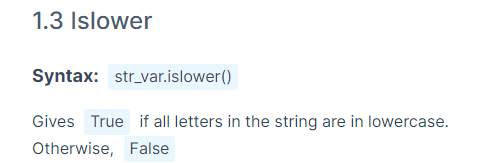 1.3 Islower
Syntax: str_var.islower()
Gives True if all letters in the string are in lowercase.
Otherwise, False